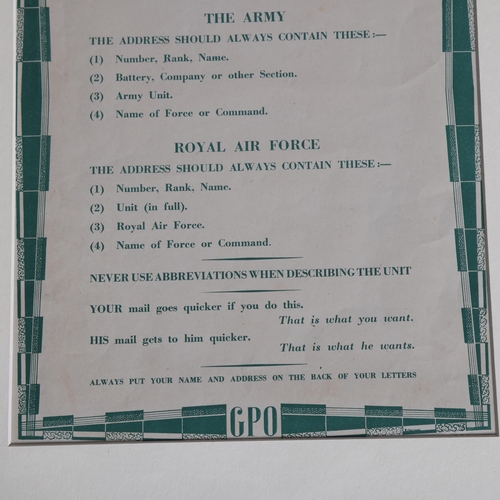 THE ARMY
THE ADDRESS SHOULD ALWAYS CONTAIN THESE:—
(1) Number, Rank, Name.
(2) Battery, Company or other Section.
(3) Army Unit.
(4) Name of Force or Command.
ROYAL AIR FORCE
THE ADDRESS SHOULD ALWAYS CONTAIN THESE:—
(1) Number, Rank, Name.
(2) Unit (in full).
(3) Royal Air Force.
(4) Name of Force or Command.
NEVER USE ABBREVIATIONS WHEN DESCRIBING THE UNIT
YOUR mail goes quicker if you do this.
That is what you want.
HIS mail gets to him quicker.
That is what he wants.
ALWAYS PUT YOUR NAME AND ADDRESS ON THE BACK OF YOUR LETTERS
GPO